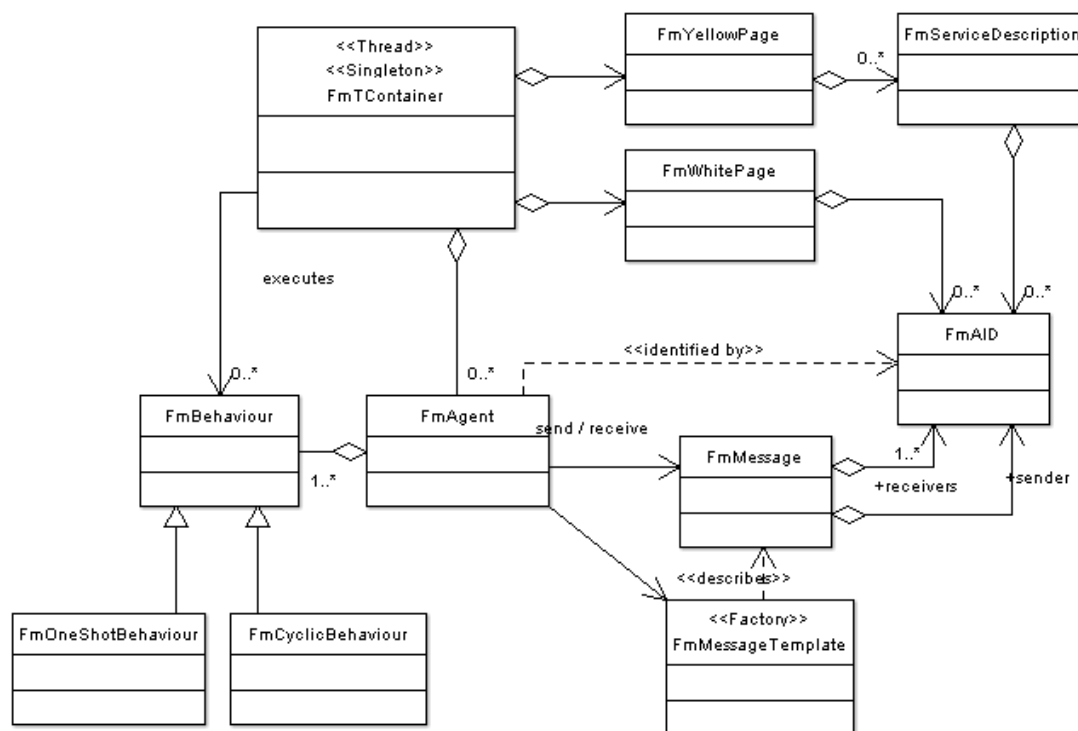 <<Thread>>
<<Singleton>>
FmTContainer
FmYellowPage
0..*
FmServiceDescription
FmWhitePage
executes
0..*
0..*
FmAID
<<identified by>>
0..*
0..*
FmBehaviour
FmAgent
send / receive
1..*
FmMessage
1..*
+receivers
+sender
<<describes>>
<<Factory>>
FmMessageTemplate
FmOneShotBehaviour
FmCyclicBehaviour